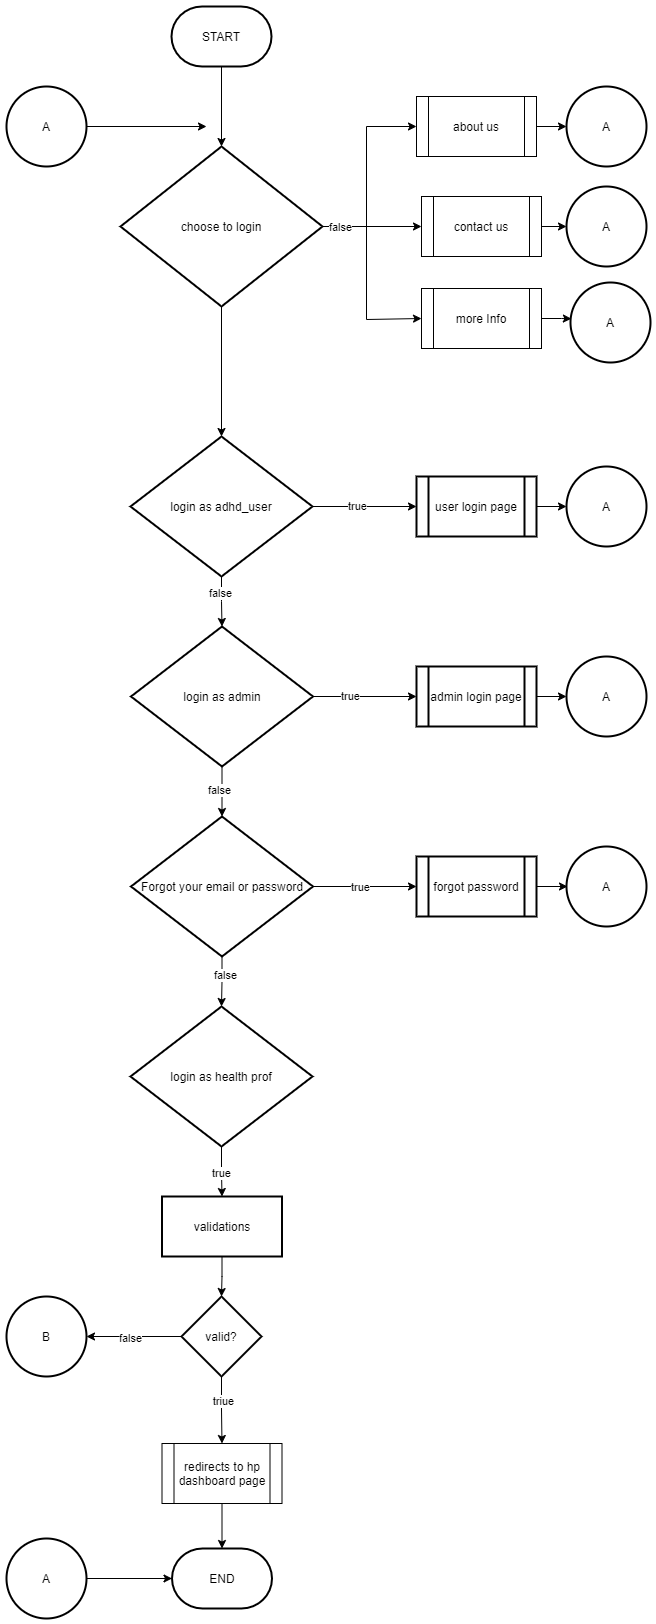 START
A
about us
A
choose to login
false
contact us
A
more Info
A
login as adhd_user
true
user login page
A
false
login as admin
true
admin login page
A
false
Forgot your email or password
true
forgot password
A
false
login as health prof
true
validations
B
false
valid?
triue
redirects to hp
dashboard page
A
END